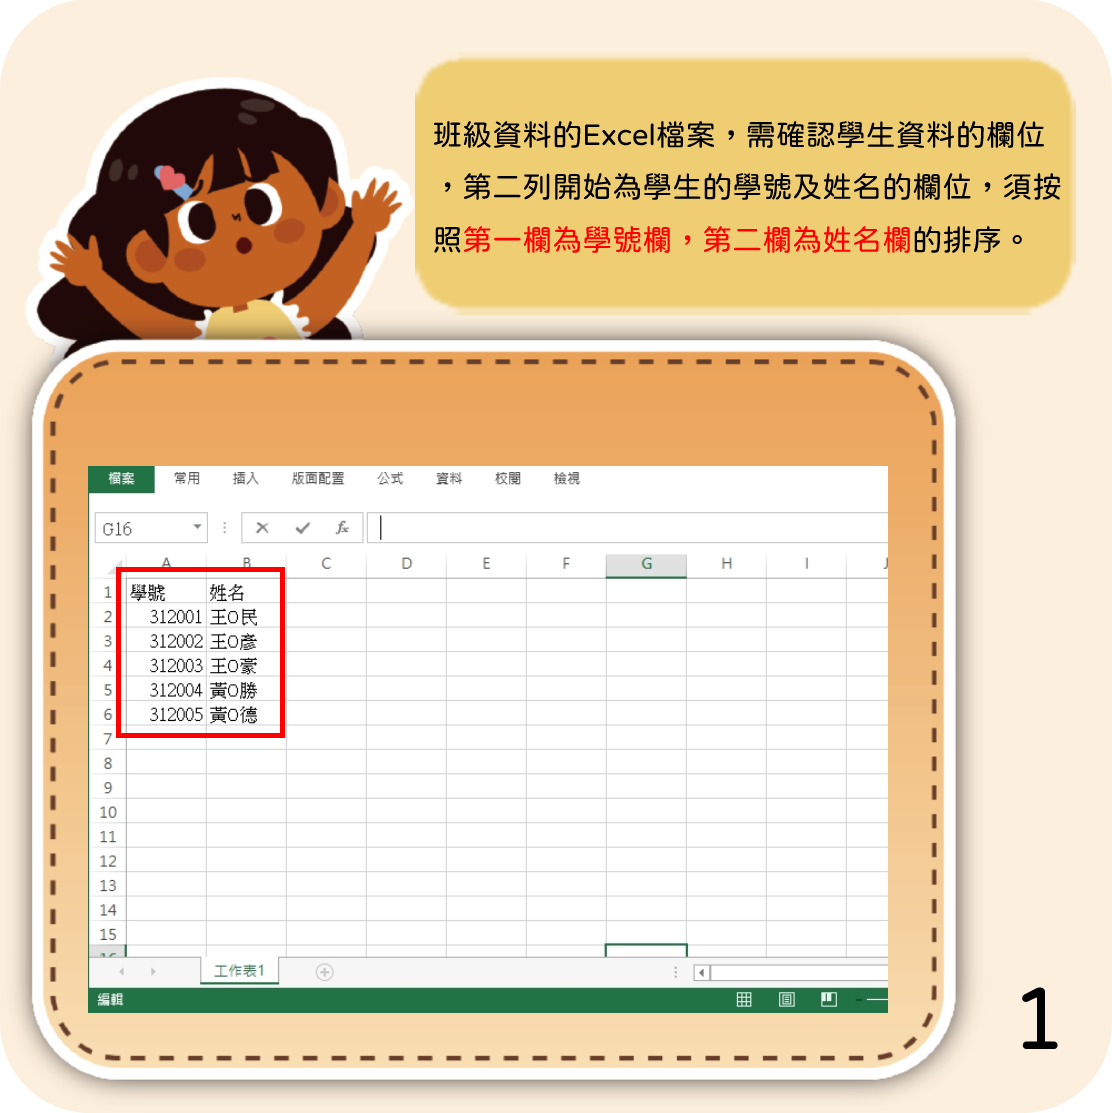 班級資料的Excel檔案，需確認學生資料的欄位
，第二列開始為學生的學號及姓名的欄位，須按
照第一欄為學號欄，第二欄為姓名欄的排序。
檔案 常用 插入 版面配置 公式 資料 校閱 檢視
G16 fx
A B C D E F G H I J
1 學號 姓名
2 312001 王O民
3 312002 王O彥
4 312003 王O豪
5 312004 黃O勝
6 312005 黃O德
7
8
9
10
11
12
13
14
15
16
工作表1
編輯
1